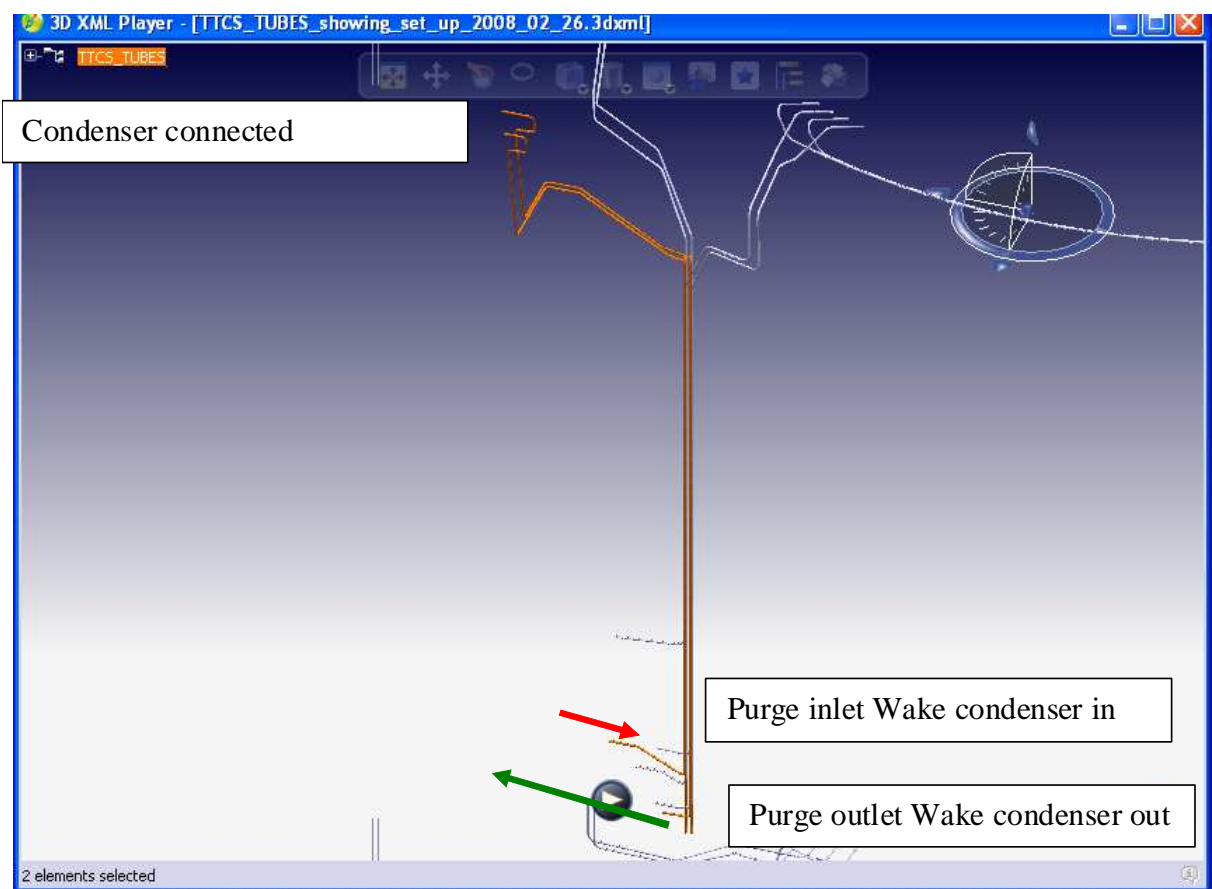 3D XML Player - [TTCS_TUBES_showing_set_up_2008_02_26.3dxml]
TTCS_TUBES
Condenser connected
Purge inlet Wake condenser in
Purge outlet Wake condenser out
2 elements selected